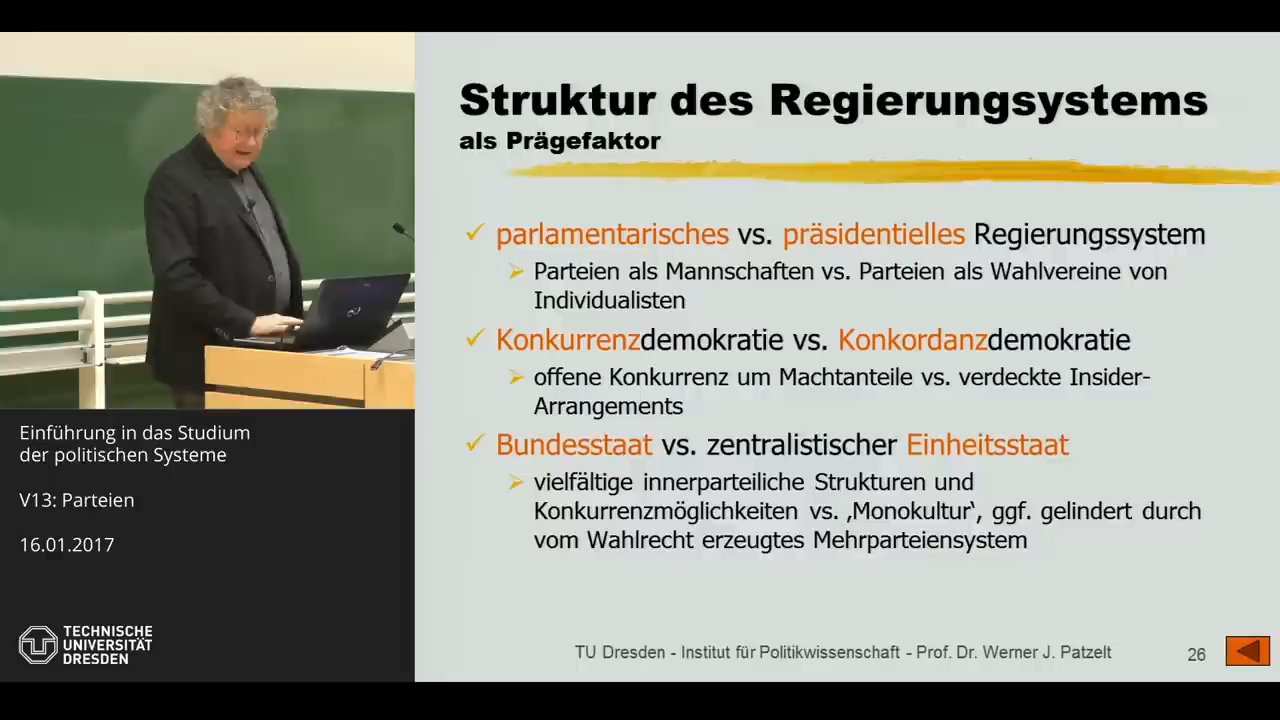 Struktur des Regierungsystems
als Prägefaktor
parlamentarisches vs. präsidentielles Regierungssystem
Parteien als Mannschaften vs. Parteien als Wahlvereine von
Individualisten
Konkurrenzdemokratie vs. Konkordanzdemokratie
offene Konkurrenz um Machtanteile vs. verdeckte Insider-
Arrangements
Bundesstaat vs. zentralistischer Einheitsstaat
vielfältige innerparteiliche Strukturen und
Konkurrenzmöglichkeiten vs. ‚Monokultur‘, ggf. gelindert durch
vom Wahlrecht erzeugtes Mehrparteiensystem
TU Dresden - Institut für Politikwissenschaft - Prof. Dr. Werner J. Patzelt
26
Einführung in das Studium
der politischen Systeme
V13: Parteien
16.01.2017
TECHNISCHE
UNIVERSITÄT
DRESDEN